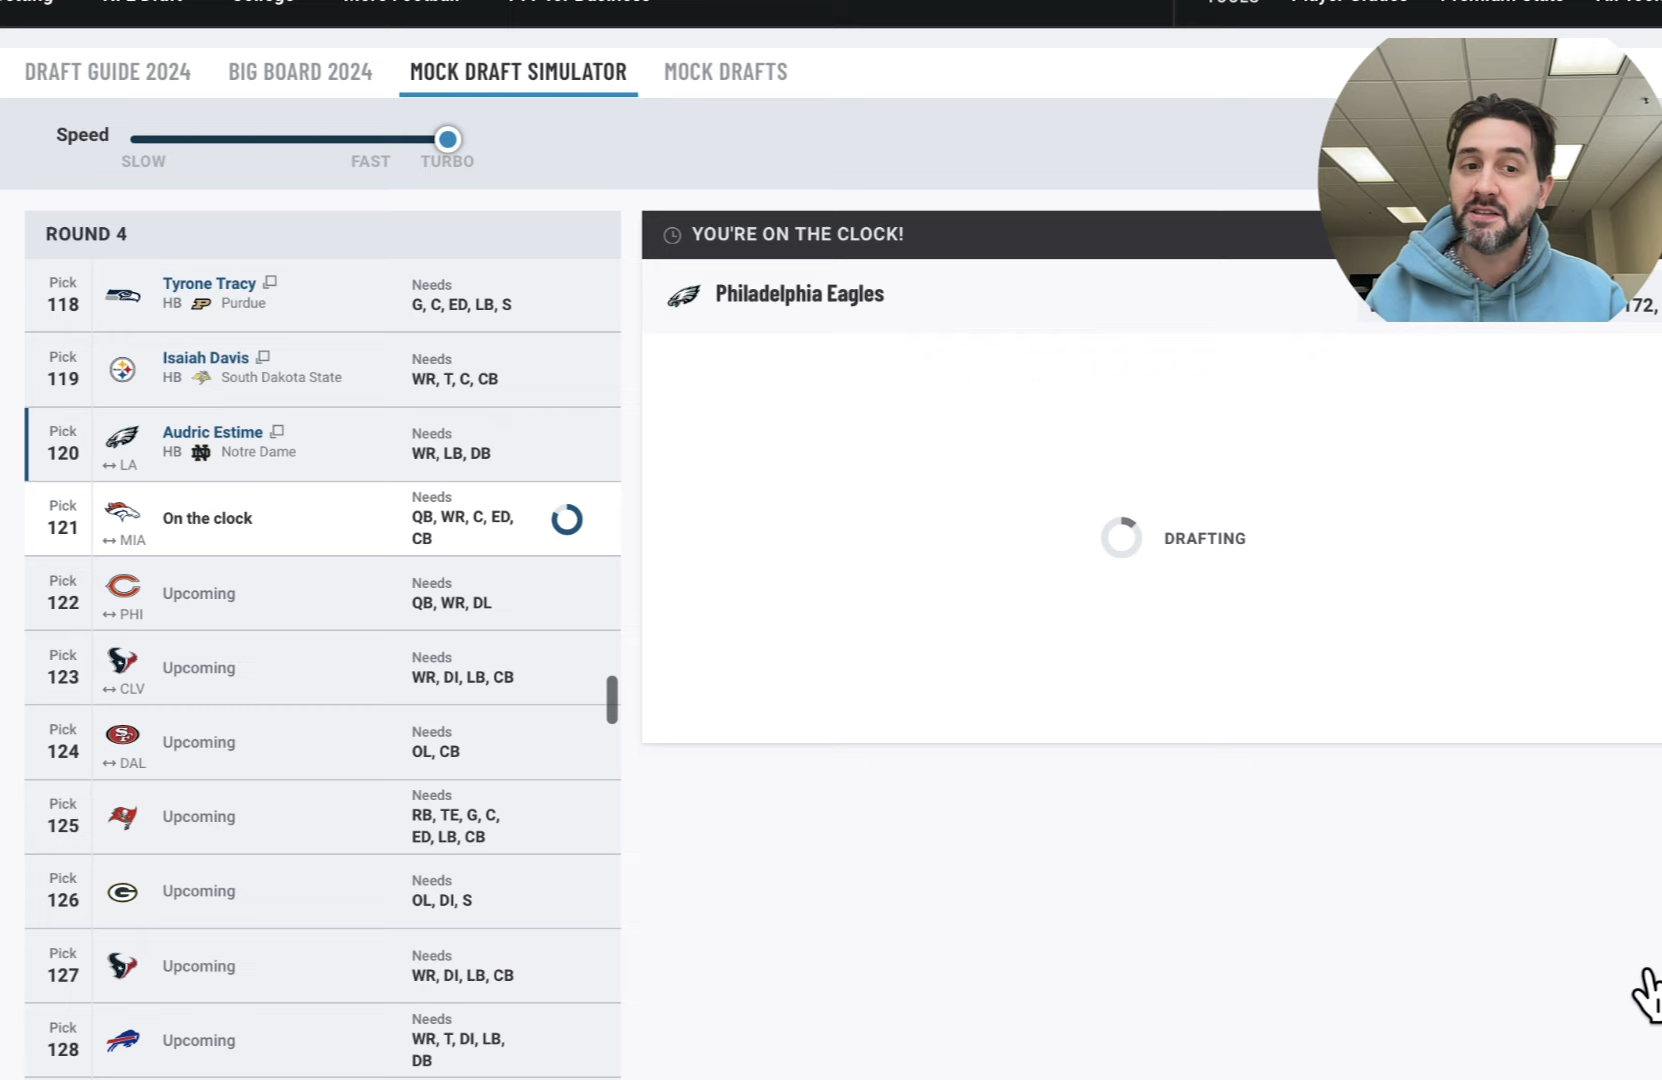 DRAFT GUIDE 2024 BIG BOARD 2024 MOCK DRAFT SIMULATOR MOCK DRAFTS
Speed
SLOW FAST TURBO
ROUND 4
Pick 118
Tyrone Tracy
HB Purdue
Needs
G, C, ED, LB, S
Pick 119
Isaiah Davis
HB South Dakota State
Needs
WR, T, C, CB
Pick 120
↔ LA
Audric Estime
HB Notre Dame
Needs
WR, LB, DB
Pick 121
↔ MIA
On the clock
Needs
QB, WR, C, ED,
CB
Pick 122
↔ PHI
Upcoming
Needs
QB, WR, DL
Pick 123
↔ CLV
Upcoming
Needs
WR, DI, LB, CB
Pick 124
↔ DAL
Upcoming
Needs
OL, CB
Pick 125
Upcoming
Needs
RB, TE, G, C,
ED, LB, CB
Pick 126
Upcoming
Needs
OL, DI, S
Pick 127
Upcoming
Needs
WR, DI, LB, CB
Pick 128
Upcoming
Needs
WR, T, DI, LB,
DB
YOU'RE ON THE CLOCK!
Philadelphia Eagles
172,
DRAFTING